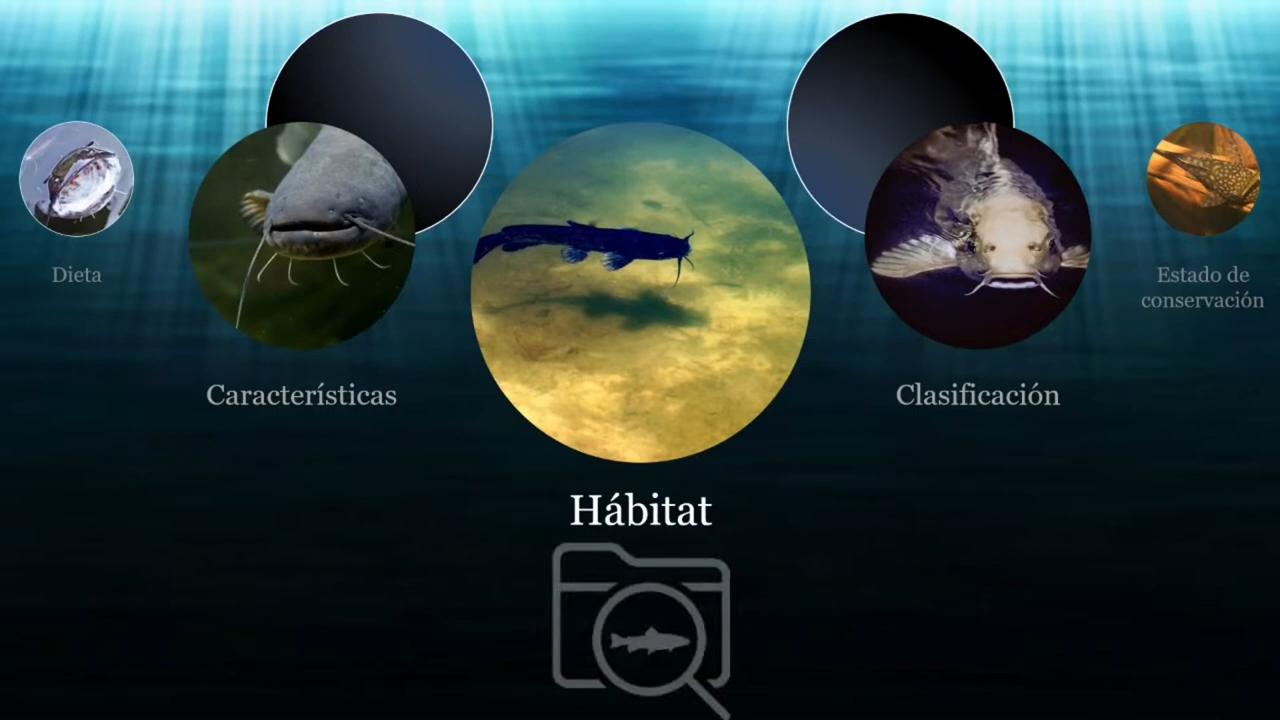 Dieta
Características
Hábitat
Clasificación
Estado de
conservación